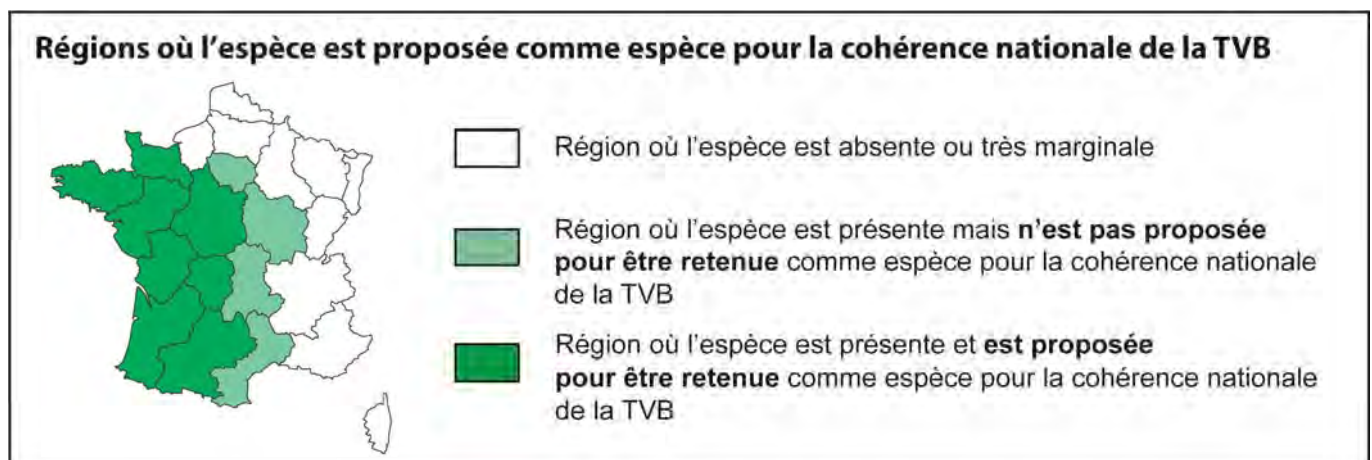 Régions où l'espèce est proposée comme espèce pour la cohérence nationale de la TVB
Région où l'espèce est absente ou très marginale
Région où l'espèce est présente mais n'est pas proposée
pour être retenue comme espèce pour la cohérence nationale
de la TVB
Région où l'espèce est présente et est proposée
pour être retenue comme espèce pour la cohérence nationale
de la TVB